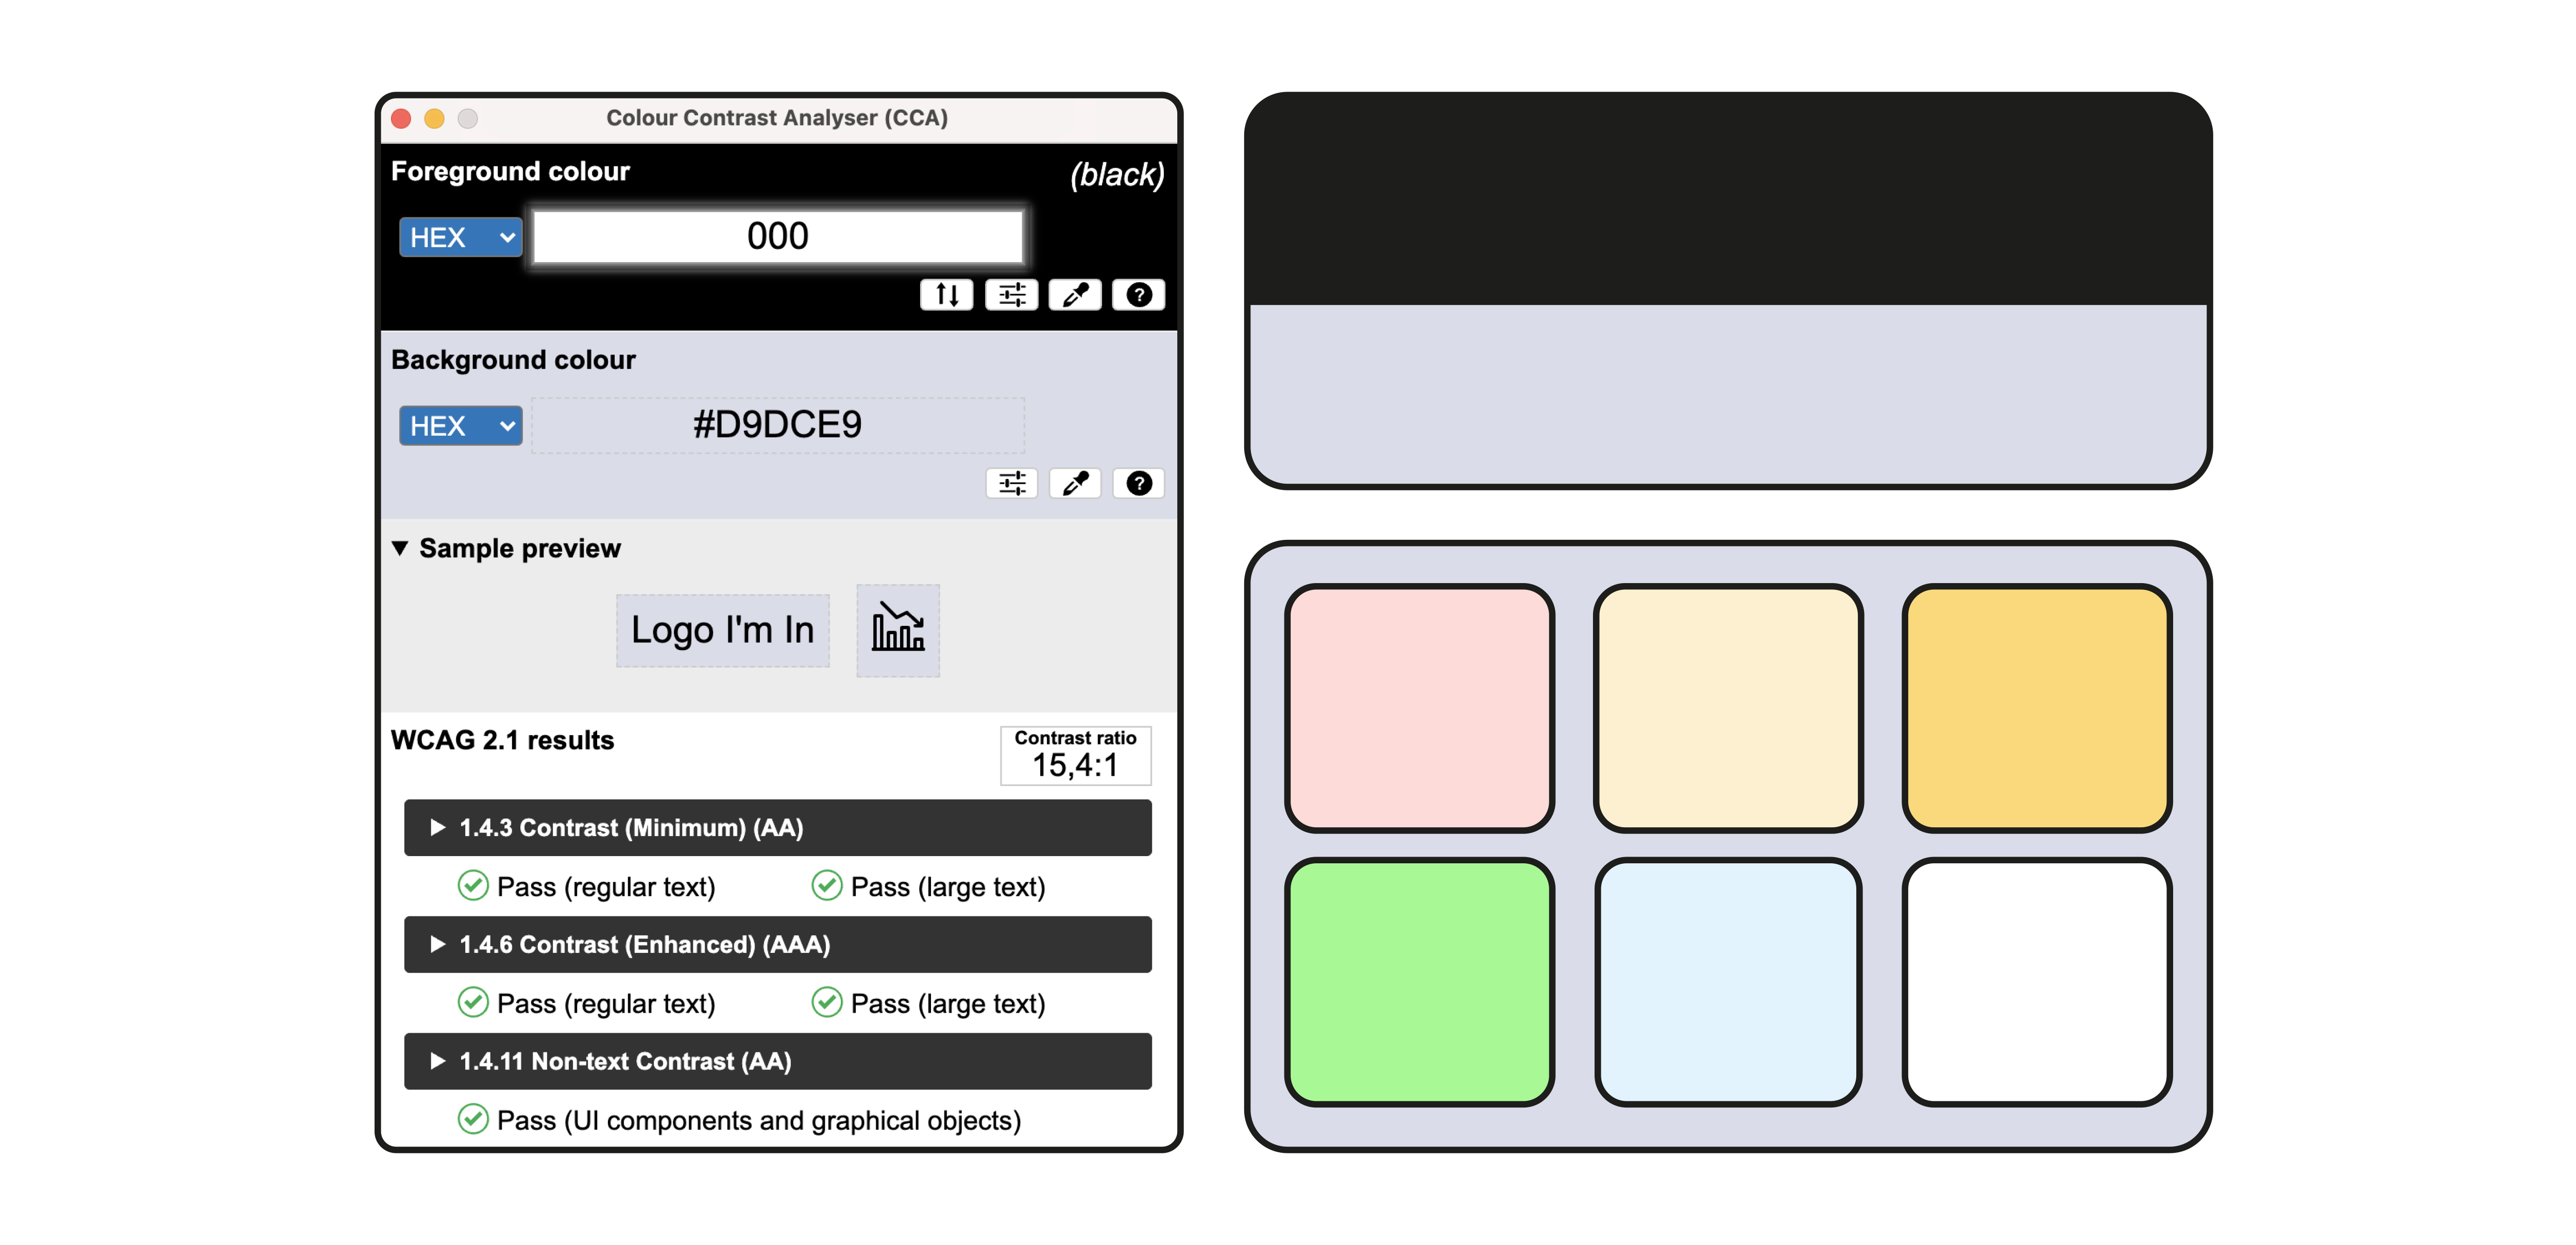 Colour Contrast Analyser (CCA)
Foreground colour
(black)
HEX
000
?
Background colour
HEX
#D9DCE9
?
▼ Sample preview
Logo I'm In
WCAG 2.1 results
Contrast ratio
15,4:1
1.4.3 Contrast (Minimum) (AA)
Pass (regular text)
Pass (large text)
1.4.6 Contrast (Enhanced) (AAA)
Pass (regular text)
Pass (large text)
1.4.11 Non-text Contrast (AA)
Pass (UI components and graphical objects)